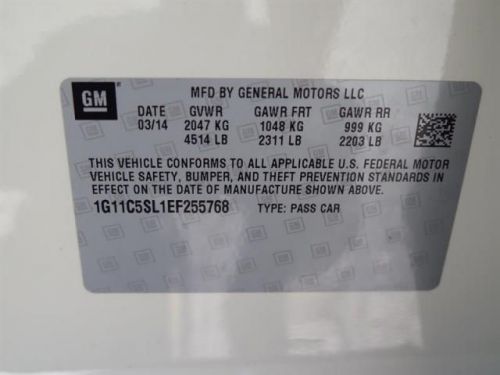 GM
MFD BY GENERAL MOTORS LLC
DATE GVWR GAWR FRT GAWR RR
03/14 2047 KG 1048 KG 999 KG
4514 LB 2311 LB 2203 LB
THIS VEHICLE CONFORMS TO ALL APPLICABLE U.S. FEDERAL MOTOR
VEHICLE SAFETY, BUMPER, AND THEFT PREVENTION STANDARDS IN
EFFECT ON THE DATE OF MANUFACTURE SHOWN ABOVE.
1G11C5SL1EF255768 TYPE: PASS CAR